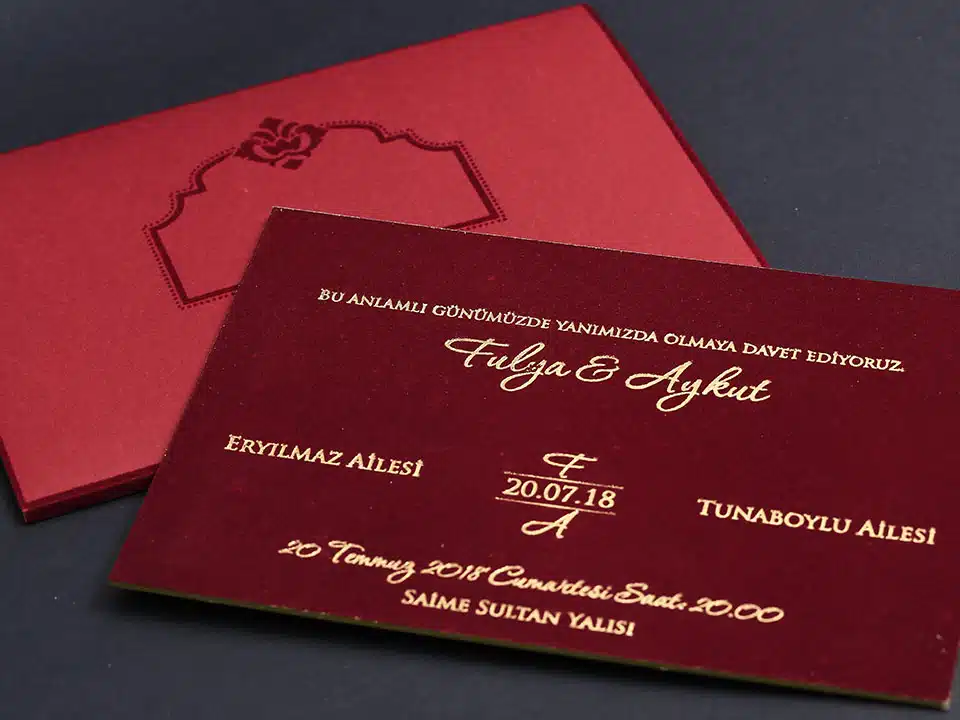 BU ANLAMLI GÜNÜMÜZDE YANIMIZDA OLMAYA DAVET EDİYORUZ.
Fulya & Aykut
ERYILMAZ AİLESİ
F
20.07.18
A
TUNABOYLU AİLESİ
20 Temmuz 2018 Cumartesi Saat: 20.00
SAİME SULTAN YALISI